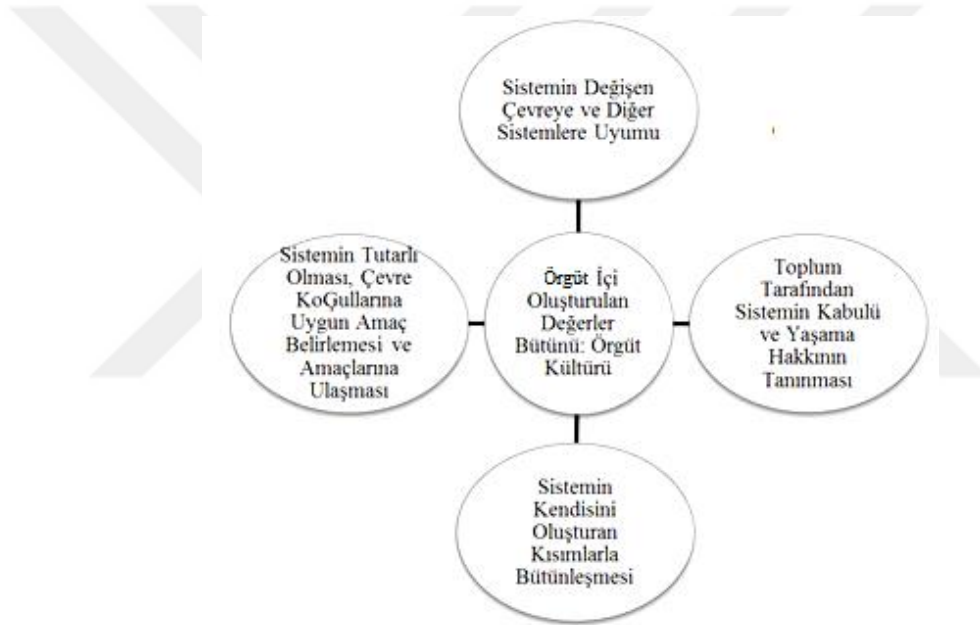 Sistemin Değişen
Çevreye ve Diğer
Sistemlere Uyumu
Sistemin Tutarlı
Olması, Çevre
KoGullarına
Uygun Amaç
Belirlemesi ve
Amaçlarına
Ulaşması
Örgüt İçi
Oluşturulan
Değerler
Bütünü: Örgüt
Kültürü
Toplum
Tarafından
Sistemin Kabulü
ve Yaşama
Hakkının
Tanınması
Sistemin
Kendisini
Oluşturan
Kısımlarla
Bütünleşmesi